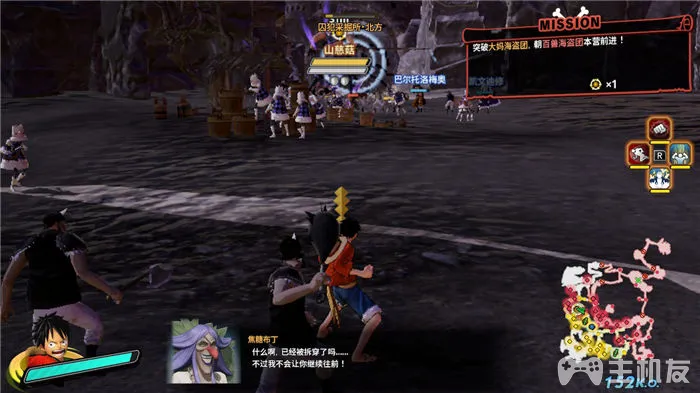 囚犯采掘所·北方
山慈菇
巴尔托洛梅奥
MISSION
突破大妈海盗团, 朝百兽海盗团本营前进！
×1
R
焦糖布丁
什么啊, 已经被拆穿了吗……
不过我不会让你继续往前！
152K.O.
主机友